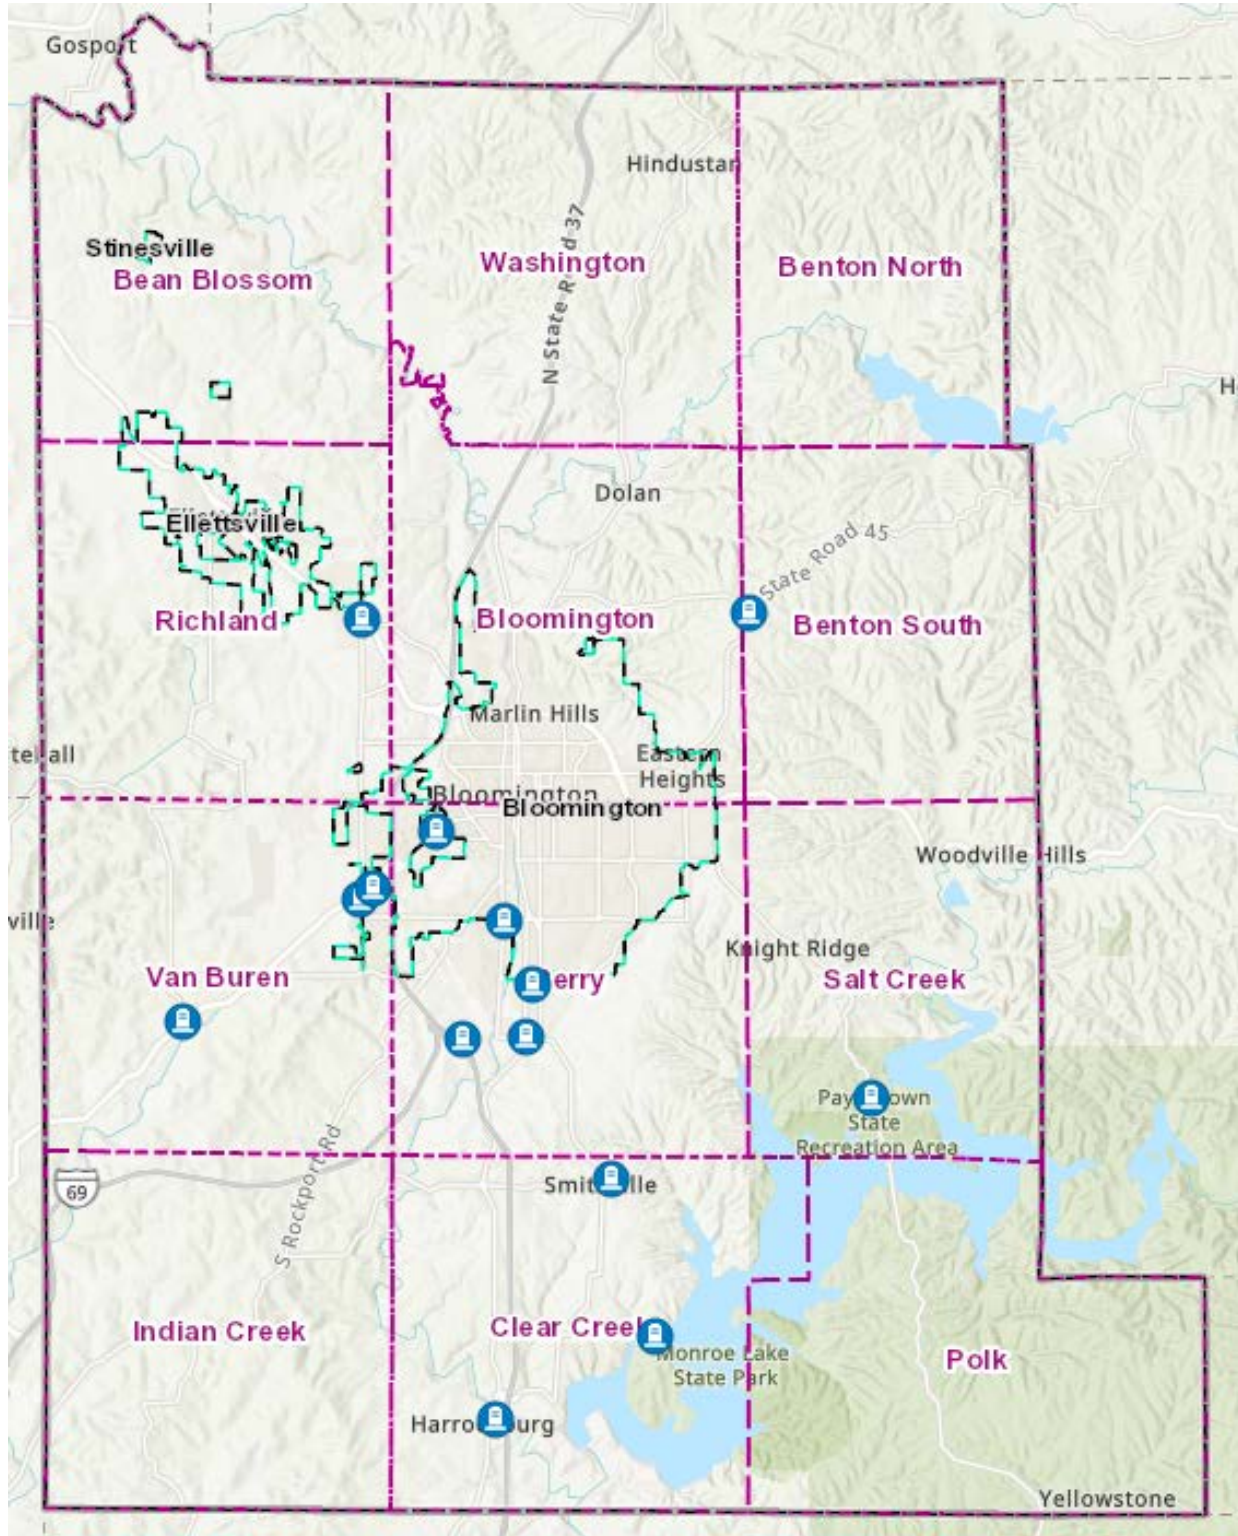 Gosport
Hindustan
Stinesville
Bean Blossom
Washington
Benton North
N State Rd 37
H
Dolan
Ellettsville
State Road 45
Richland
Bloomington
Benton South
Marlin Hills
Eastern
Heights
Bloomington
Bloomington
Woodville Hills
ville
Knight Ridge
Van Buren
erry
Salt Creek
State
Recreation Area
69
S Rockport Rd
Indian Creek
Clear Creek
Monroe Lake
State Park
Polk
Yellowstone